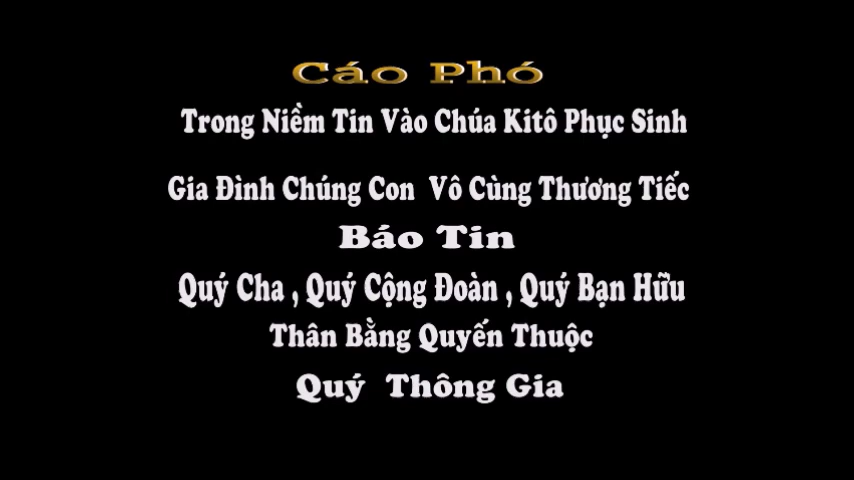 Cáo Phó
Trong Niềm Tin Vào Chúa Kitô Phục Sinh
Gia Đình Chúng Con Vô Cùng Thương Tiếc
Báo Tin
Quý Cha , Quý Cộng Đoàn , Quý Bạn Hữu
Thân Bằng Quyến Thuộc
Quý Thông Gia